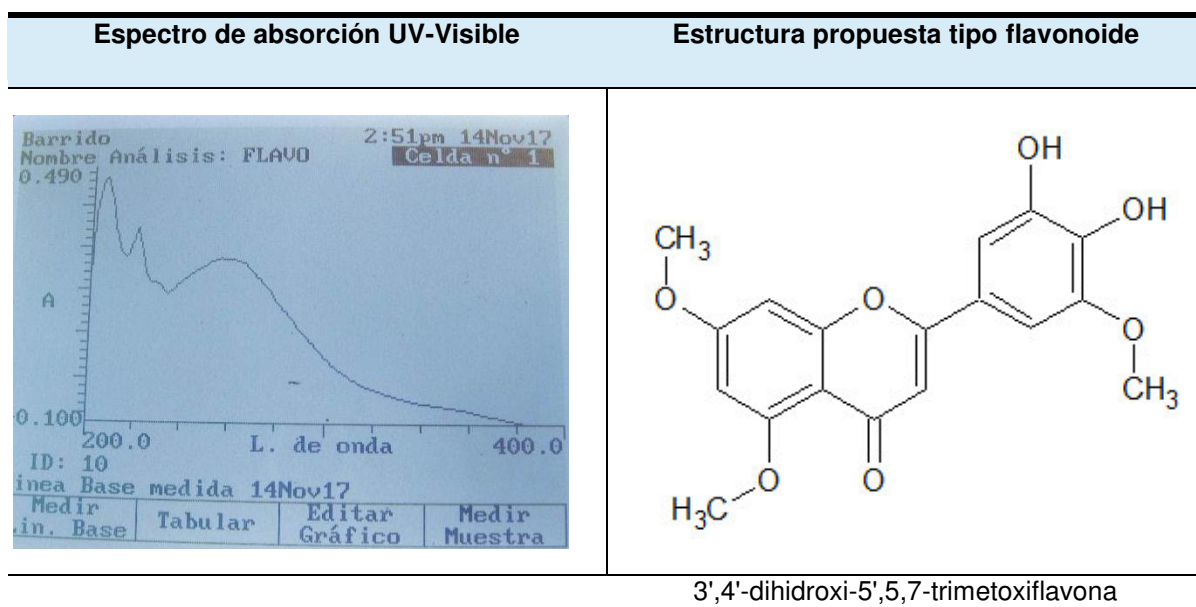 Espectro de absorción UV-Visible
Estructura propuesta tipo flavonoide
Barrido 2:51pm 14Nov17
Nombre Análisis: FLAVO Celda n° 1
0.490
A
0.100
200.0 L. de onda 400.0
ID: 10
inea Base medida 14Nov17
Medir
in. Base
Tabular
Editar
Gráfico
Medir
Muestra
OH
OH
CH3
O
O
O
CH3
O
O
H3C
3',4'-dihidroxi-5',5,7-trimetoxiflavona